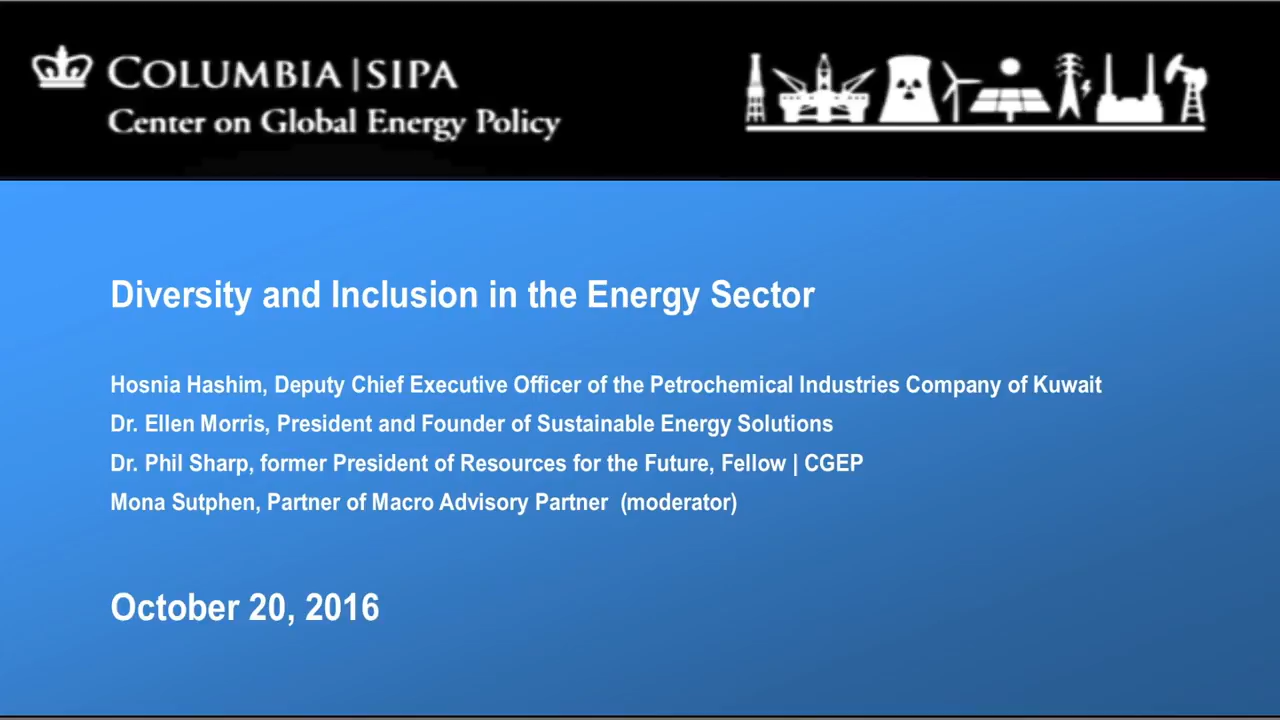 COLUMBIA | SIPA
Center on Global Energy Policy
Diversity and Inclusion in the Energy Sector
Hosnia Hashim, Deputy Chief Executive Officer of the Petrochemical Industries Company of Kuwait
Dr. Ellen Morris, President and Founder of Sustainable Energy Solutions
Dr. Phil Sharp, former President of Resources for the Future, Fellow | CGEP
Mona Sutphen, Partner of Macro Advisory Partner (moderator)
October 20, 2016